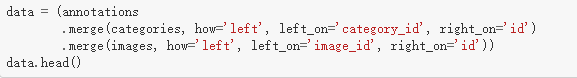 data = (annotations
        .merge(categories, how='left', left_on='category_id', right_on='id')
        .merge(images, how='left', left_on='image_id', right_on='id'))
data.head()